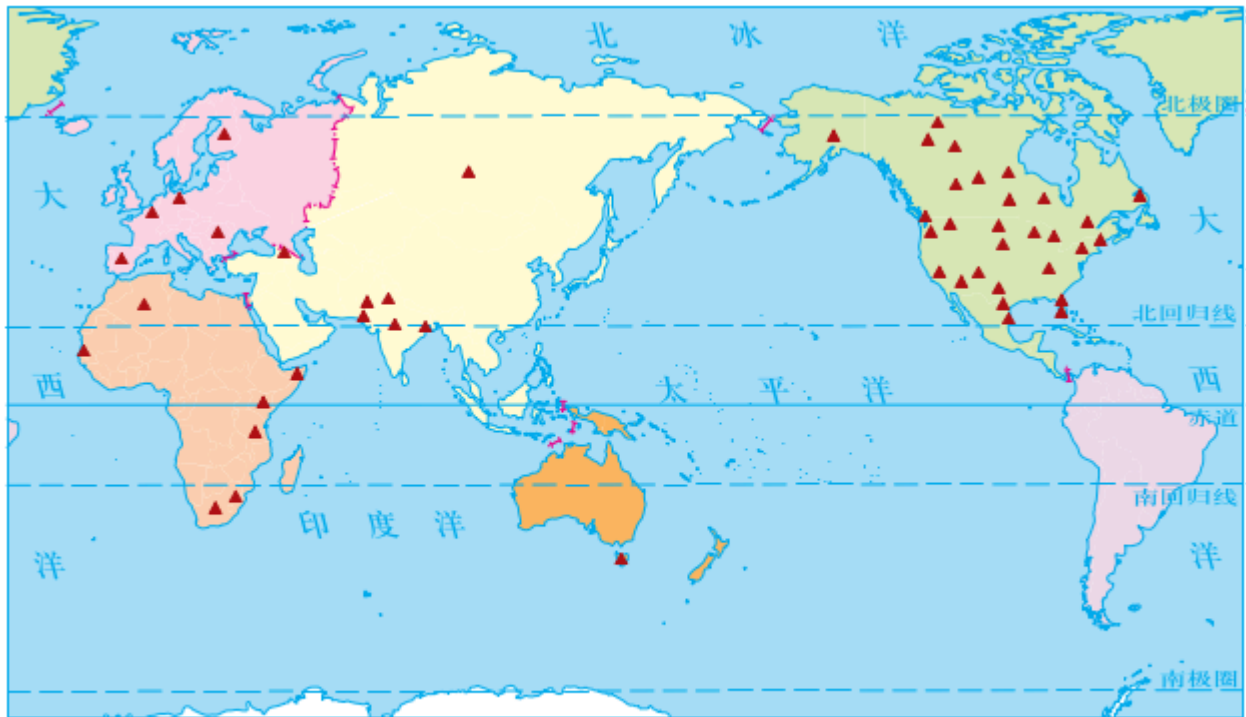 北 冰 洋
北极圈
大
大
北回归线
西
太 平 洋
西
赤道
南回归线
印 度 洋
洋
洋
南极圈